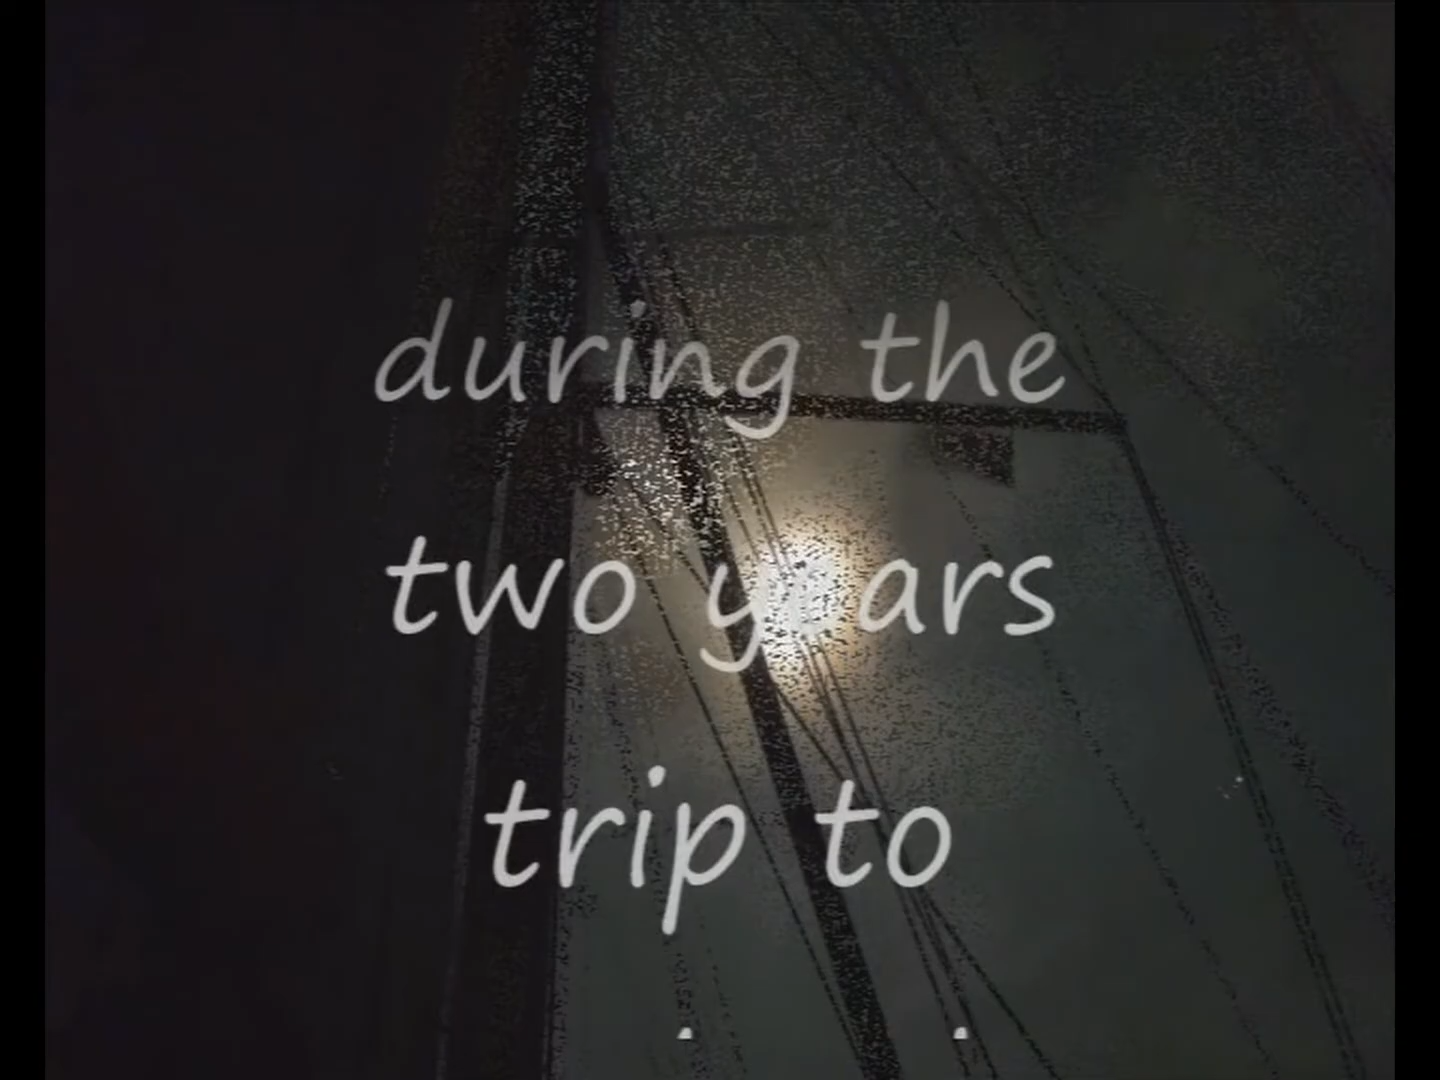 during the
two years
trip to